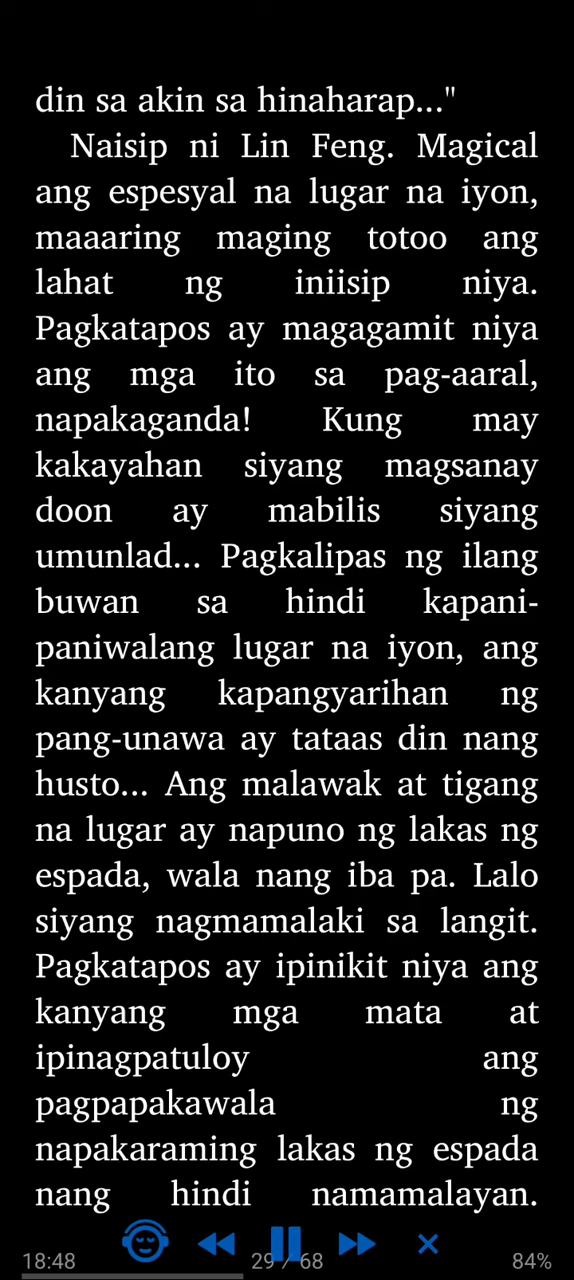 din sa akin sa hinaharap..."
Naisip ni Lin Feng. Magical
ang espesyal na lugar na iyon,
maaaring maging totoo ang
lahat ng iniisip niya.
Pagkatapos ay magagamit niya
ang mga ito sa pag-aaral,
napakaganda! Kung may
kakayahan siyang magsanay
doon ay mabilis siyang
umunlad... Pagkalipas ng ilang
buwan sa hindi kapani-
paniwalang lugar na iyon, ang
kanyang kapangyarihan ng
pang-unawa ay tataas din nang
husto... Ang malawak at tigang
na lugar ay napuno ng lakas ng
espada, wala nang iba pa. Lalo
siyang nagmamalaki sa langit.
Pagkatapos ay ipinikit niya ang
kanyang mga mata at
ipinagpatuloy ang
pagpapakawala ng
napakaraming lakas ng espada
nang hindi namamalayan.
18:48 29 / 68 84%